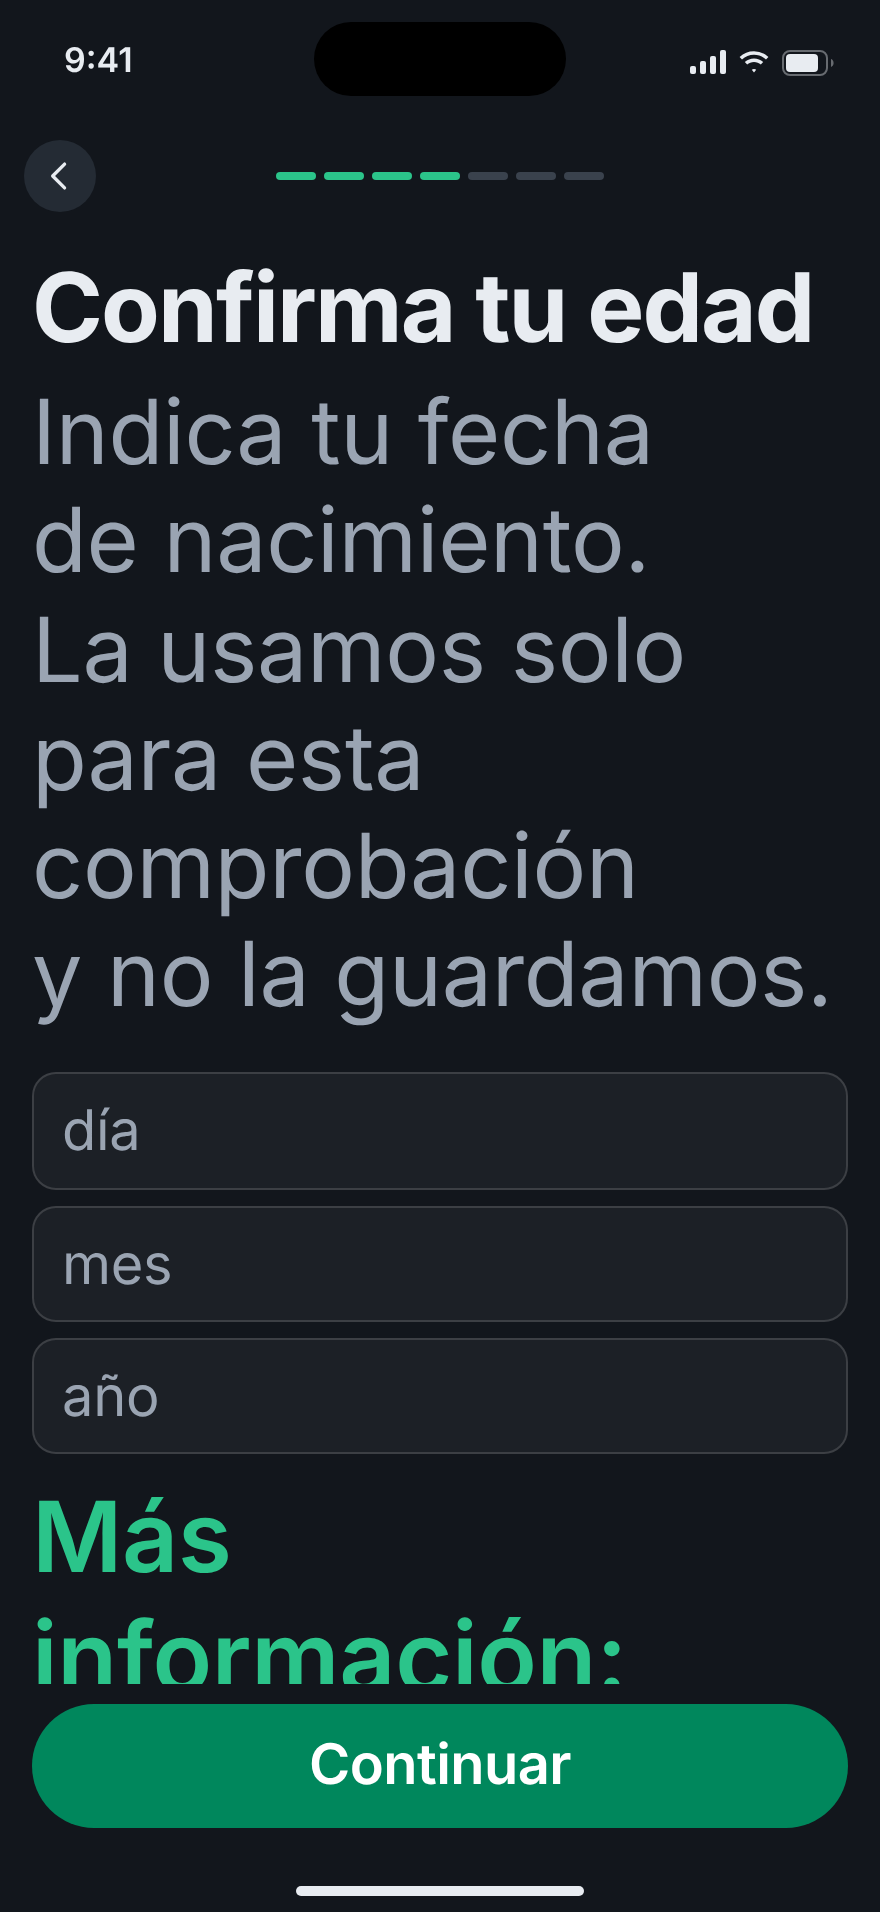 9:41
Confirma tu edad
Indica tu fecha
de nacimiento.
La usamos solo
para esta
comprobación
y no la guardamos.
día
mes
año
Más
información:
Continuar